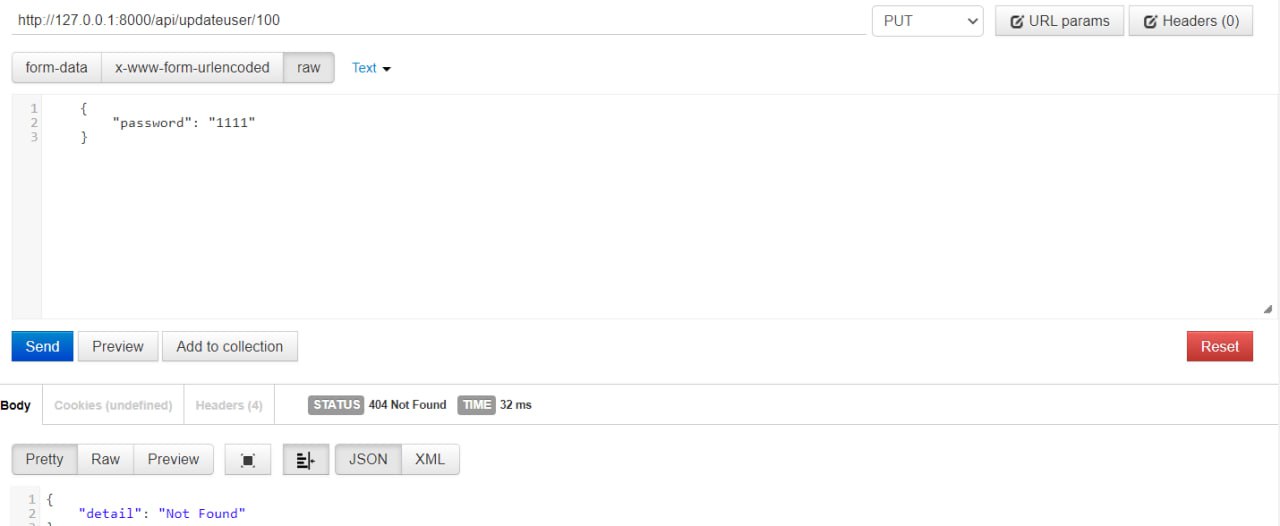 http://127.0.0.1:8000/api/updateuser/100 PUT URL params Headers (0)
form-data x-www-form-urlencoded raw Text
1 {
2 "password": "1111"
3 }
Send Preview Add to collection Reset
Body Cookies (undefined) Headers (4) STATUS 404 Not Found TIME 32 ms
Pretty Raw Preview JSON XML
1 {
2 "detail": "Not Found"